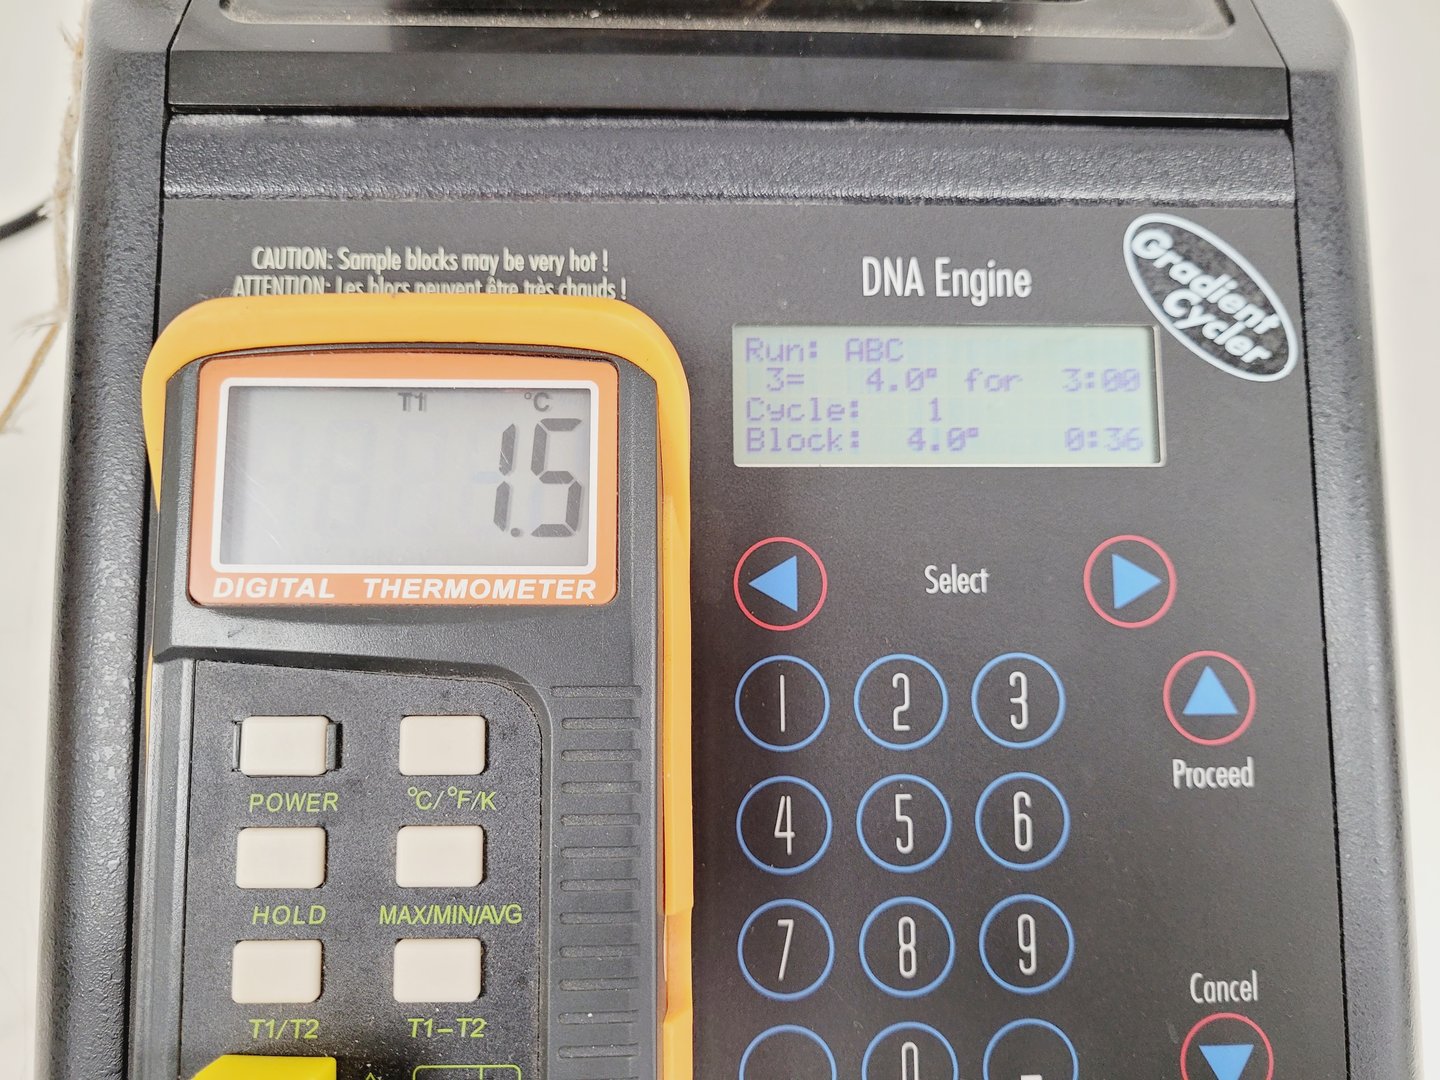 CAUTION: Sample blocks may be very hot !
ATTENTION: Les blocs peuvent être très chauds !
DNA Engine
Gradient
Cycler
Run: ABC
3= 4.0° for 3:00
Cycle: 1
Block: 4.0° 0:36
T1 °C
1.5
DIGITAL THERMOMETER
Select
1 2 3
Proceed
4 5 6
7 8 9
Cancel
0
POWER °C/°F/K
HOLD MAX/MIN/AVG
T1/T2 T1-T2